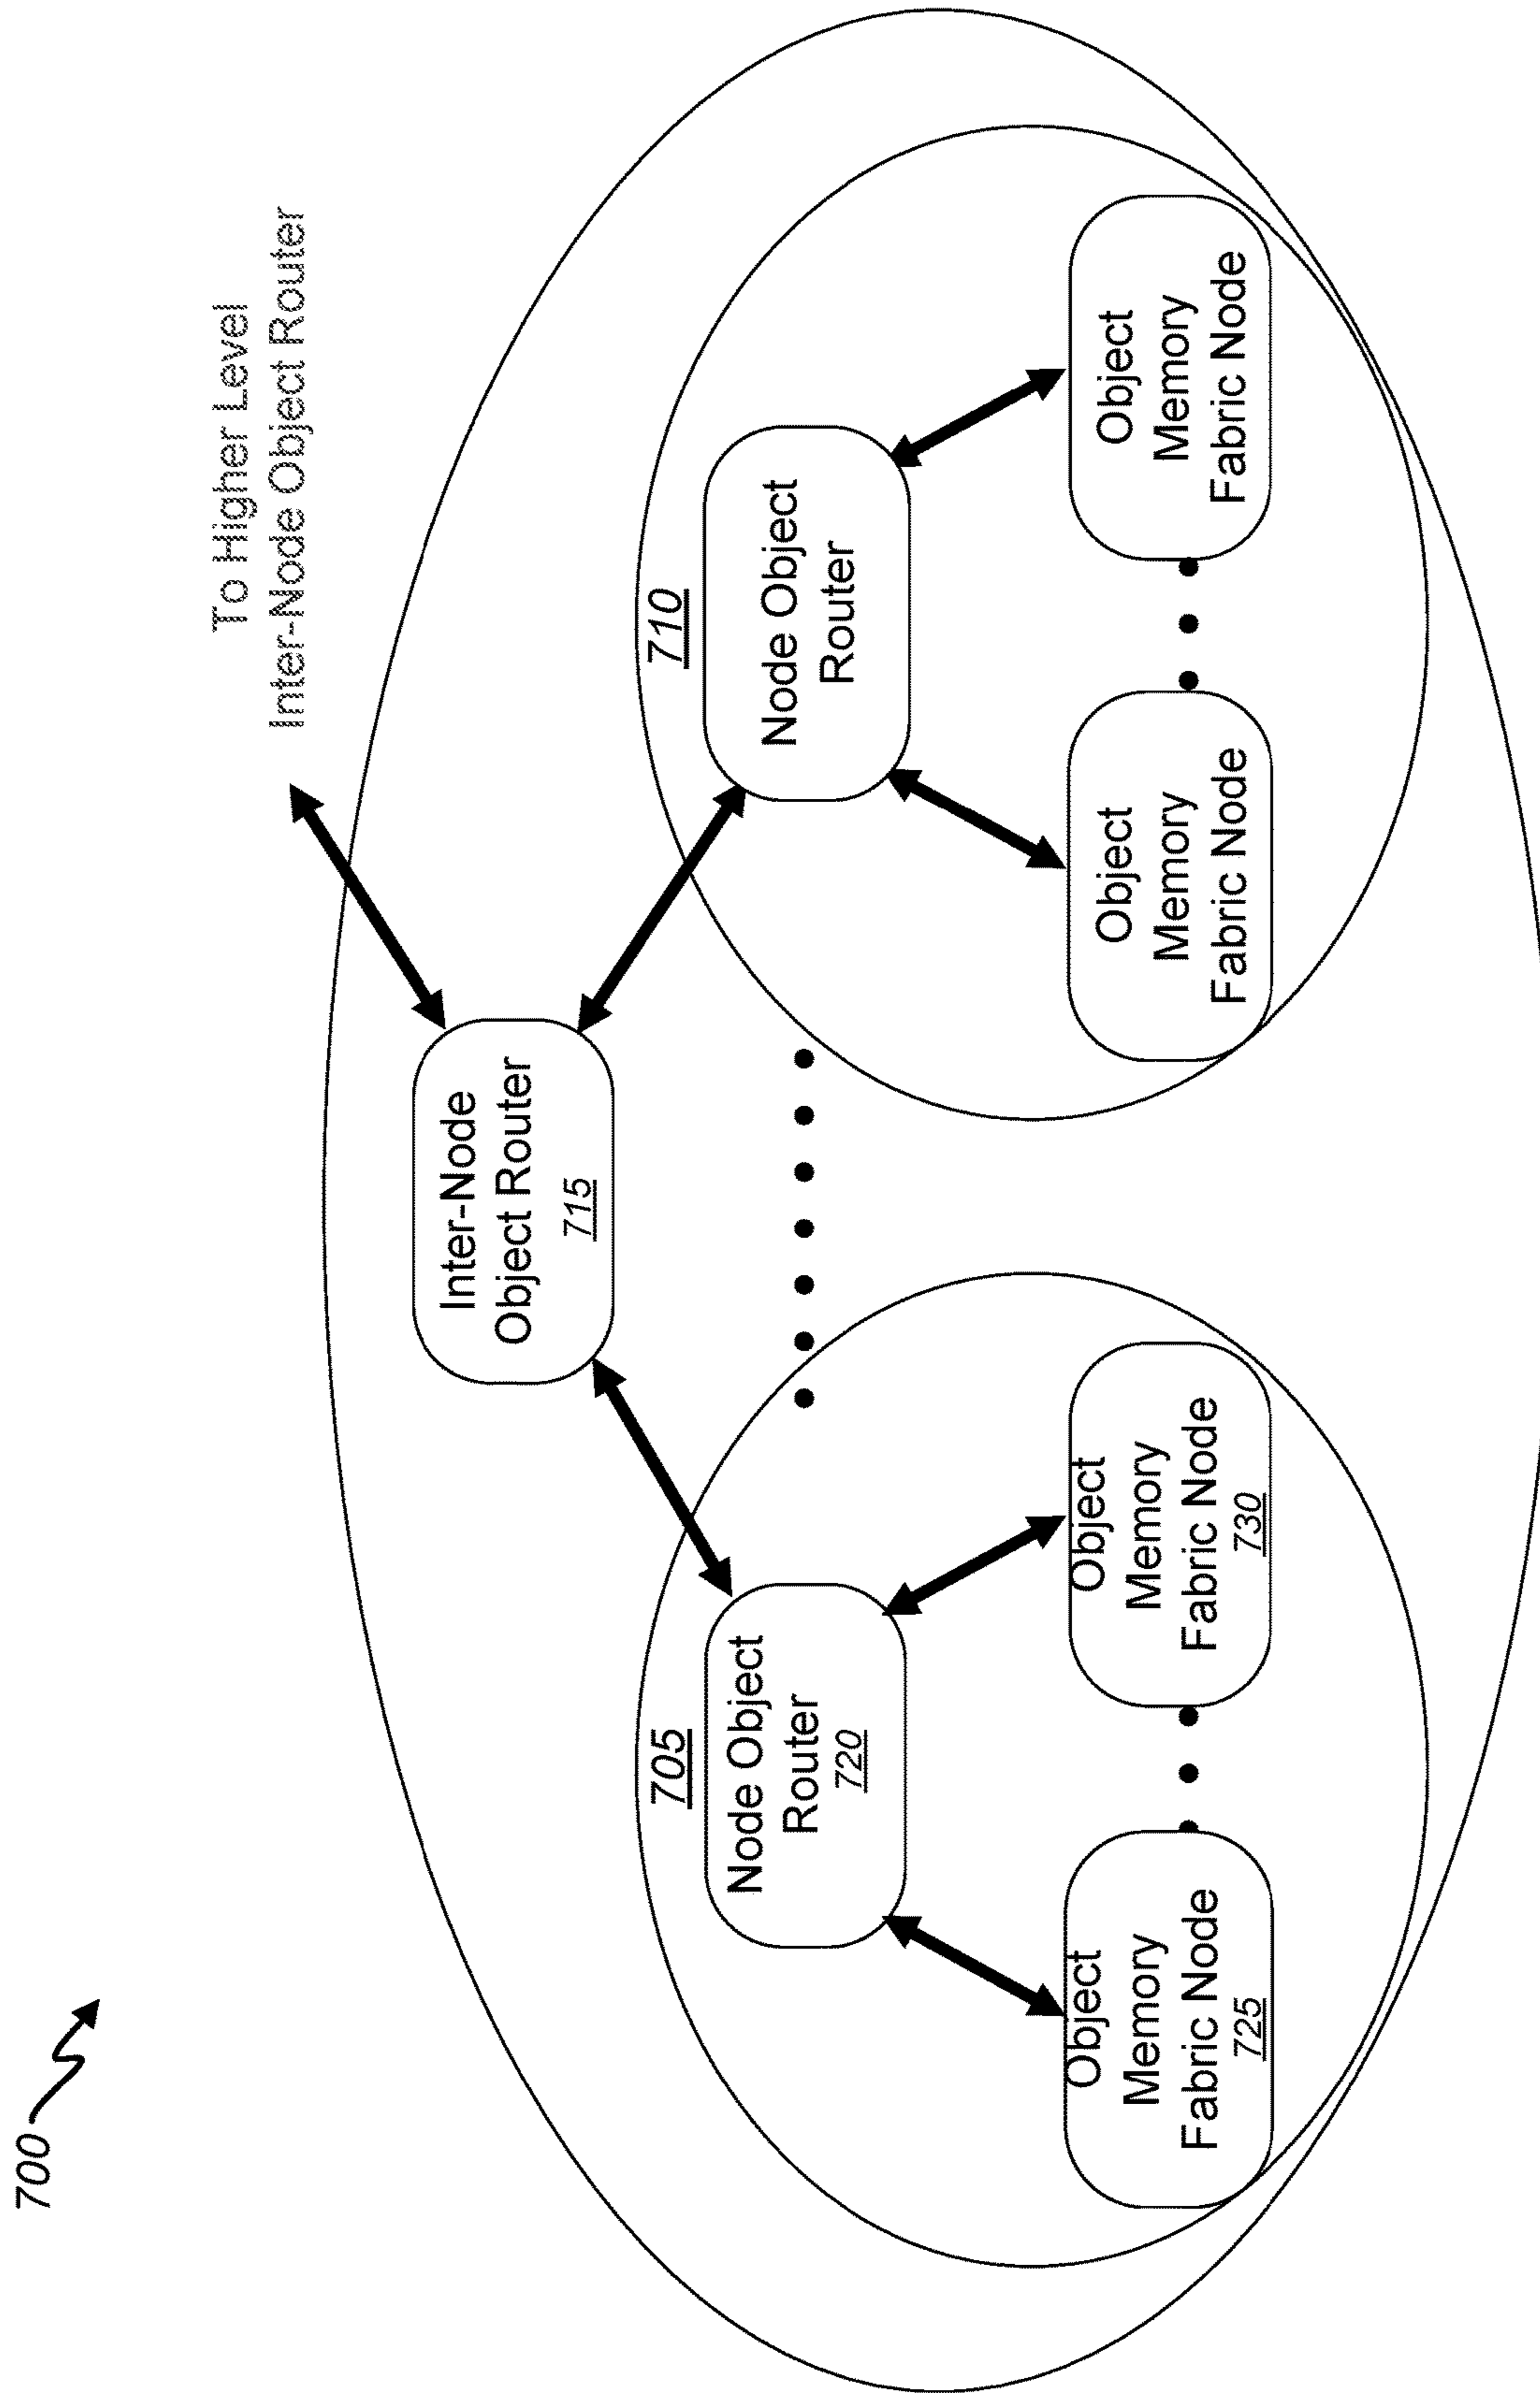 700
To Higher Level
Inter-Node Object Router
Inter-Node
Object Router
715
705
Node Object
Router
720
710
Node Object
Router
Object
Memory
Fabric Node
725
Object
Memory
Fabric Node
730
Object
Memory
Fabric Node
Object
Memory
Fabric Node